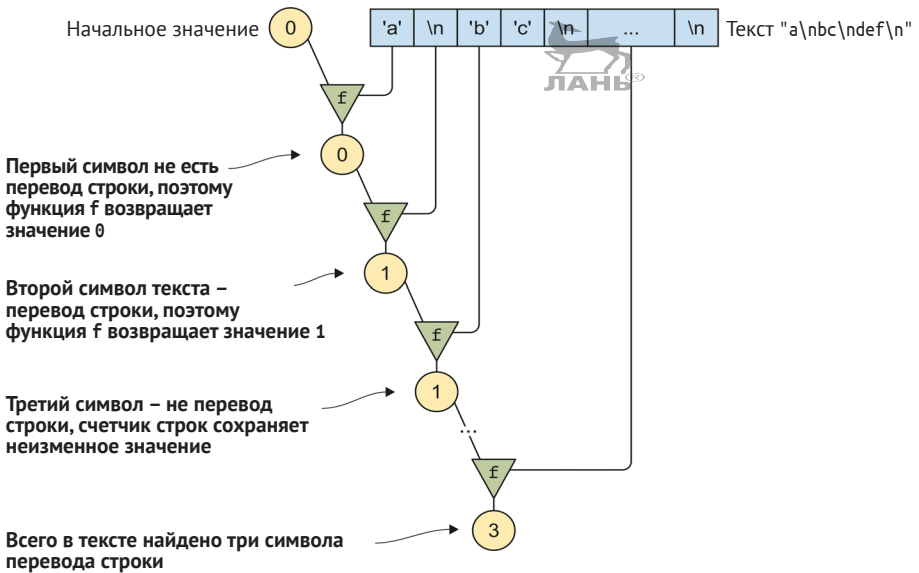 Начальное значение 0 'a' \n 'b' 'c' \n ... \n Текст "a\nbc\ndef\n"
ЛАНЬ®
f
0
Первый символ не есть
перевод строки, поэтому
функция f возвращает
значение 0
f
1
Второй символ текста –
перевод строки, поэтому
функция f возвращает значение 1
f
1
Третий символ – не перевод
строки, счетчик строк сохраняет
неизменное значение
...
f
3
Всего в тексте найдено три символа
перевода строки